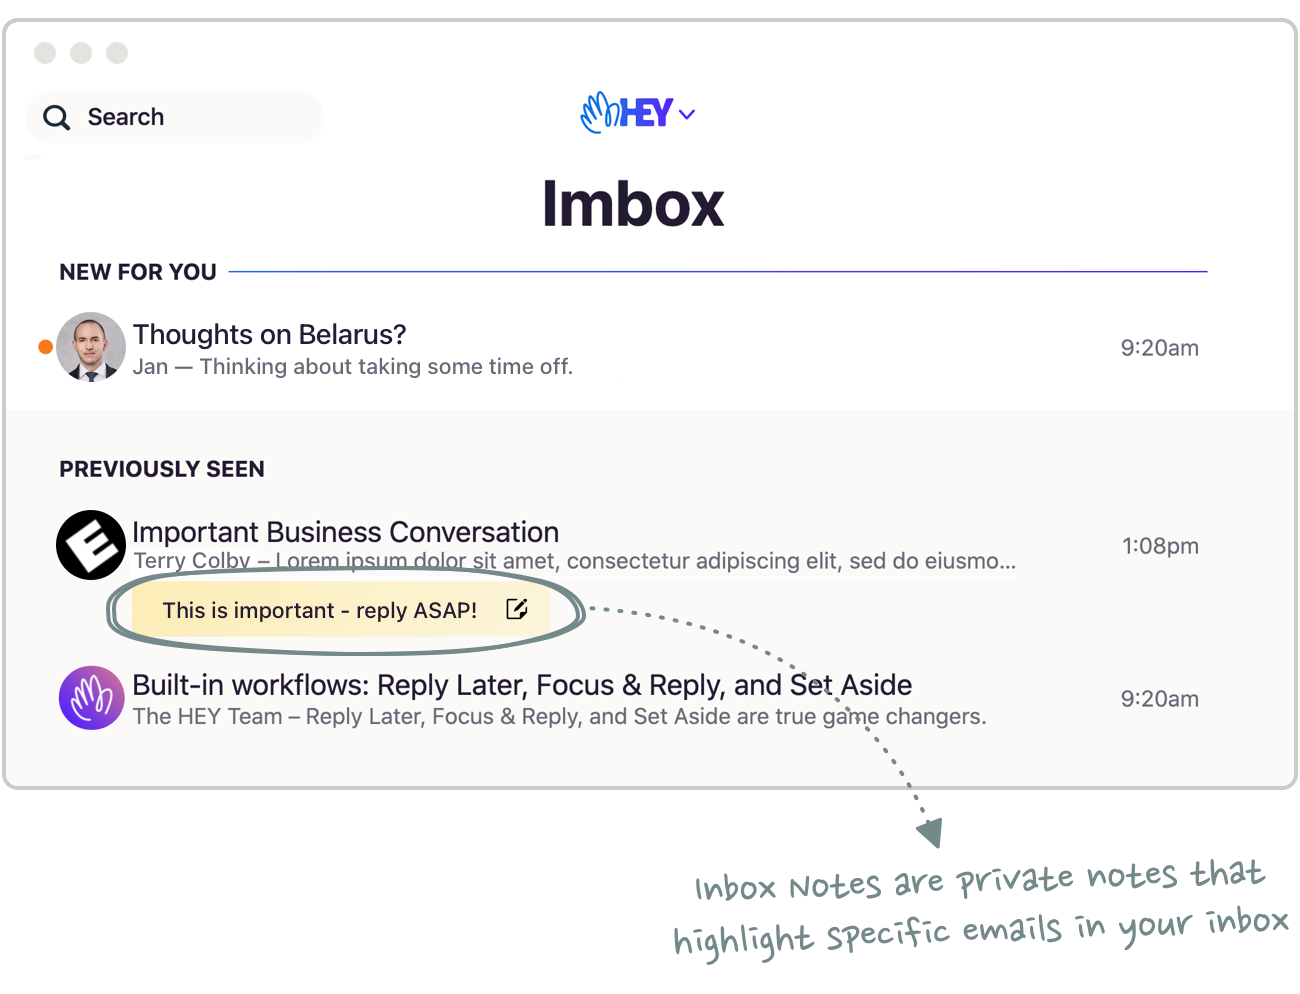 Search
HEY
Imbox
NEW FOR YOU
Thoughts on Belarus?
Jan — Thinking about taking some time off.
9:20am
PREVIOUSLY SEEN
Important Business Conversation
Terry Colby – Lorem ipsum dolor sit amet, consectetur adipiscing elit, sed do eiusmo...
1:08pm
This is important - reply ASAP!
Built-in workflows: Reply Later, Focus & Reply, and Set Aside
The HEY Team – Reply Later, Focus & Reply, and Set Aside are true game changers.
9:20am
Inbox Notes are private notes that
highlight specific emails in your inbox